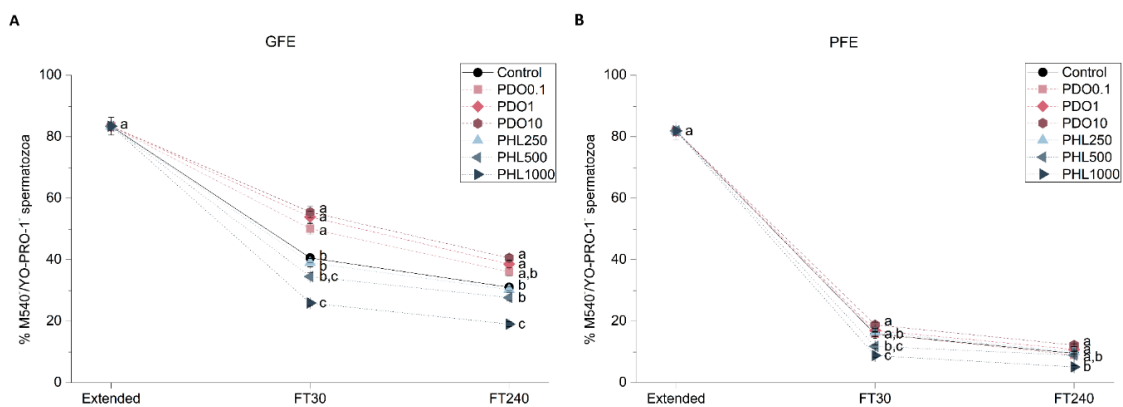 A
GFE
100
80
60
40
20
0
% M540⁻/YO-PRO-1⁻ spermatozoa
Extended
FT30
FT240
Control
PDO0.1
PDO1
PDO10
PHL250
PHL500
PHL1000
a
a
a
a
b
b
b,c
c
a
a
a,b
b
b
c
B
PFE
100
80
60
40
20
0
% M540⁻/YO-PRO-1⁻ spermatozoa
Extended
FT30
FT240
Control
PDO0.1
PDO1
PDO10
PHL250
PHL500
PHL1000
a
a
a,b
b,c
c
a
a
a,b
b